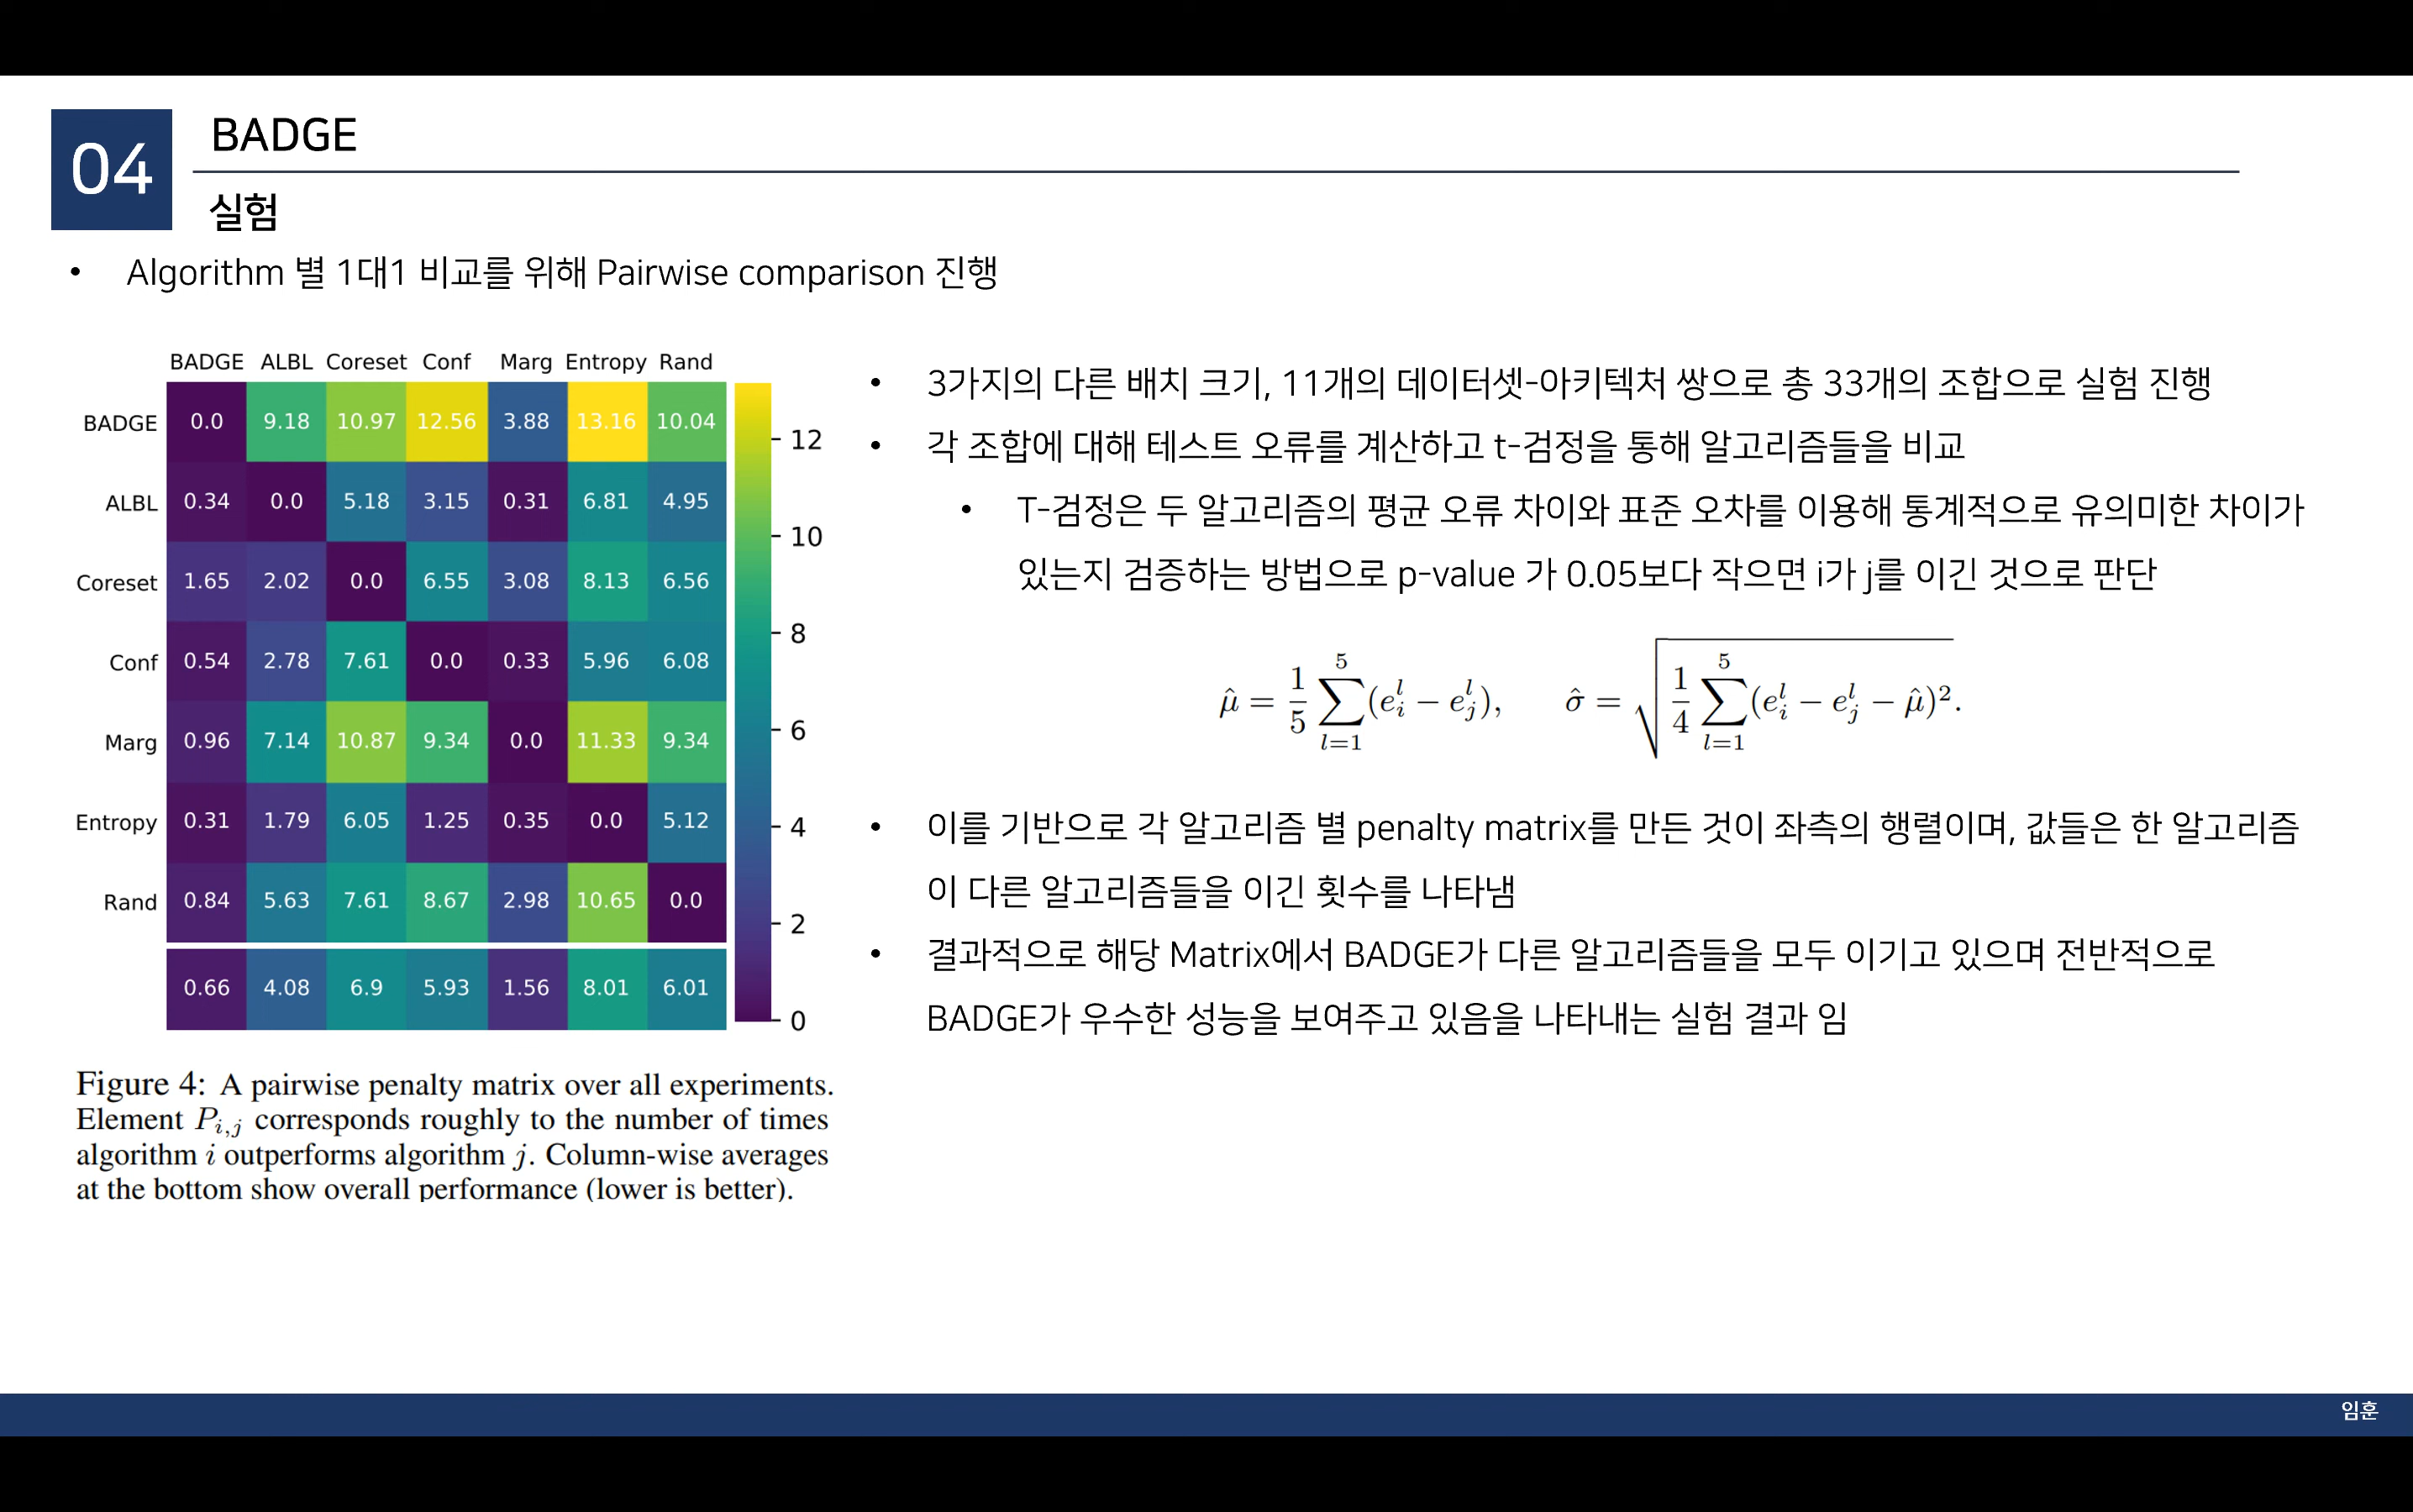 04
BADGE
실험
• Algorithm 별 1대1 비교를 위해 Pairwise comparison 진행
BADGE ALBL Coreset Conf Marg Entropy Rand
BADGE 0.0 9.18 10.97 12.56 3.88 13.16 10.04
ALBL 0.34 0.0 5.18 3.15 0.31 6.81 4.95
Coreset 1.65 2.02 0.0 6.55 3.08 8.13 6.56
Conf 0.54 2.78 7.61 0.0 0.33 5.96 6.08
Marg 0.96 7.14 10.87 9.34 0.0 11.33 9.34
Entropy 0.31 1.79 6.05 1.25 0.35 0.0 5.12
Rand 0.84 5.63 7.61 8.67 2.98 10.65 0.0
0.66 4.08 6.9 5.93 1.56 8.01 6.01
12
10
8
6
4
2
0
Figure 4: A pairwise penalty matrix over all experiments.
Element P_{i,j} corresponds roughly to the number of times
algorithm i outperforms algorithm j. Column-wise averages
at the bottom show overall performance (lower is better).
• 3가지의 다른 배치 크기, 11개의 데이터셋-아키텍처 쌍으로 총 33개의 조합으로 실험 진행
• 각 조합에 대해 테스트 오류를 계산하고 t-검정을 통해 알고리즘들을 비교
• T-검정은 두 알고리즘의 평균 오류 차이와 표준 오차를 이용해 통계적으로 유의미한 차이가
있는지 검증하는 방법으로 p-value 가 0.05보다 작으면 i가 j를 이긴 것으로 판단
μ̂ = 1/5 ∑_{l=1}^{5} (e_i^l − e_j^l), σ̂ = √(1/4 ∑_{l=1}^{5} (e_i^l − e_j^l − μ̂)²).
• 이를 기반으로 각 알고리즘 별 penalty matrix를 만든 것이 좌측의 행렬이며, 값들은 한 알고리즘
이 다른 알고리즘들을 이긴 횟수를 나타냄
• 결과적으로 해당 Matrix에서 BADGE가 다른 알고리즘들을 모두 이기고 있으며 전반적으로
BADGE가 우수한 성능을 보여주고 있음을 나타내는 실험 결과 임
임훈